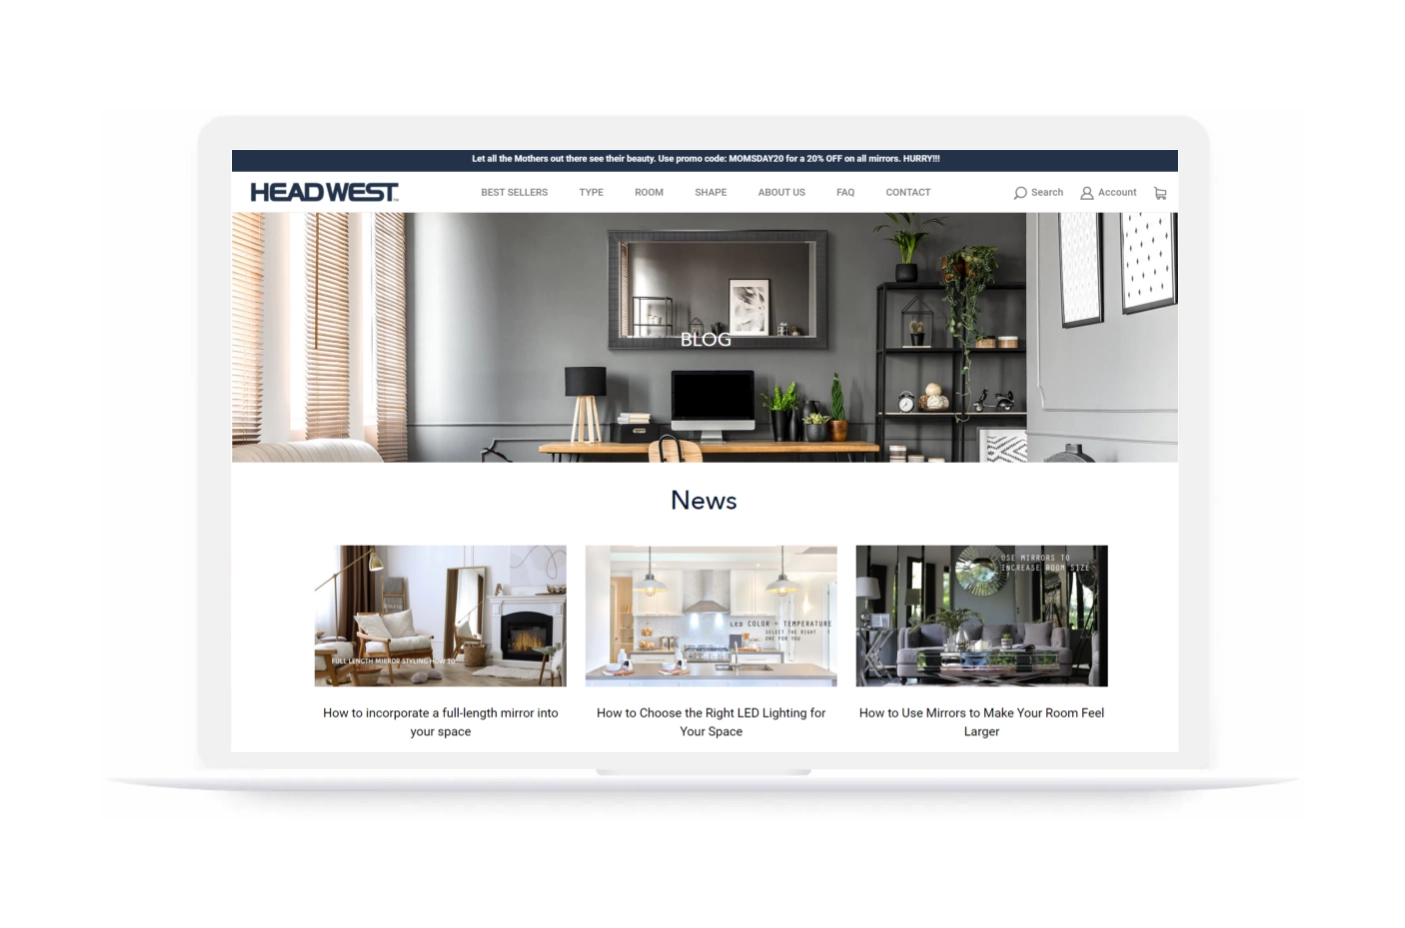 Let all the Mothers out there see their beauty. Use promo code: MOMSDAY20 for a 20% OFF on all mirrors. HURRY!!!
HEADWEST™
BEST SELLERS TYPE ROOM SHAPE ABOUT US FAQ CONTACT Search Account
BLOG
News
FULL LENGTH MIRROR STYLING HOW TO
LED COLOR + TEMPERATURE
SELECT THE RIGHT
ONE FOR YOU
USE MIRRORS TO
INCREASE ROOM SIZE
How to incorporate a full-length mirror into
your space
How to Choose the Right LED Lighting for
Your Space
How to Use Mirrors to Make Your Room Feel
Larger